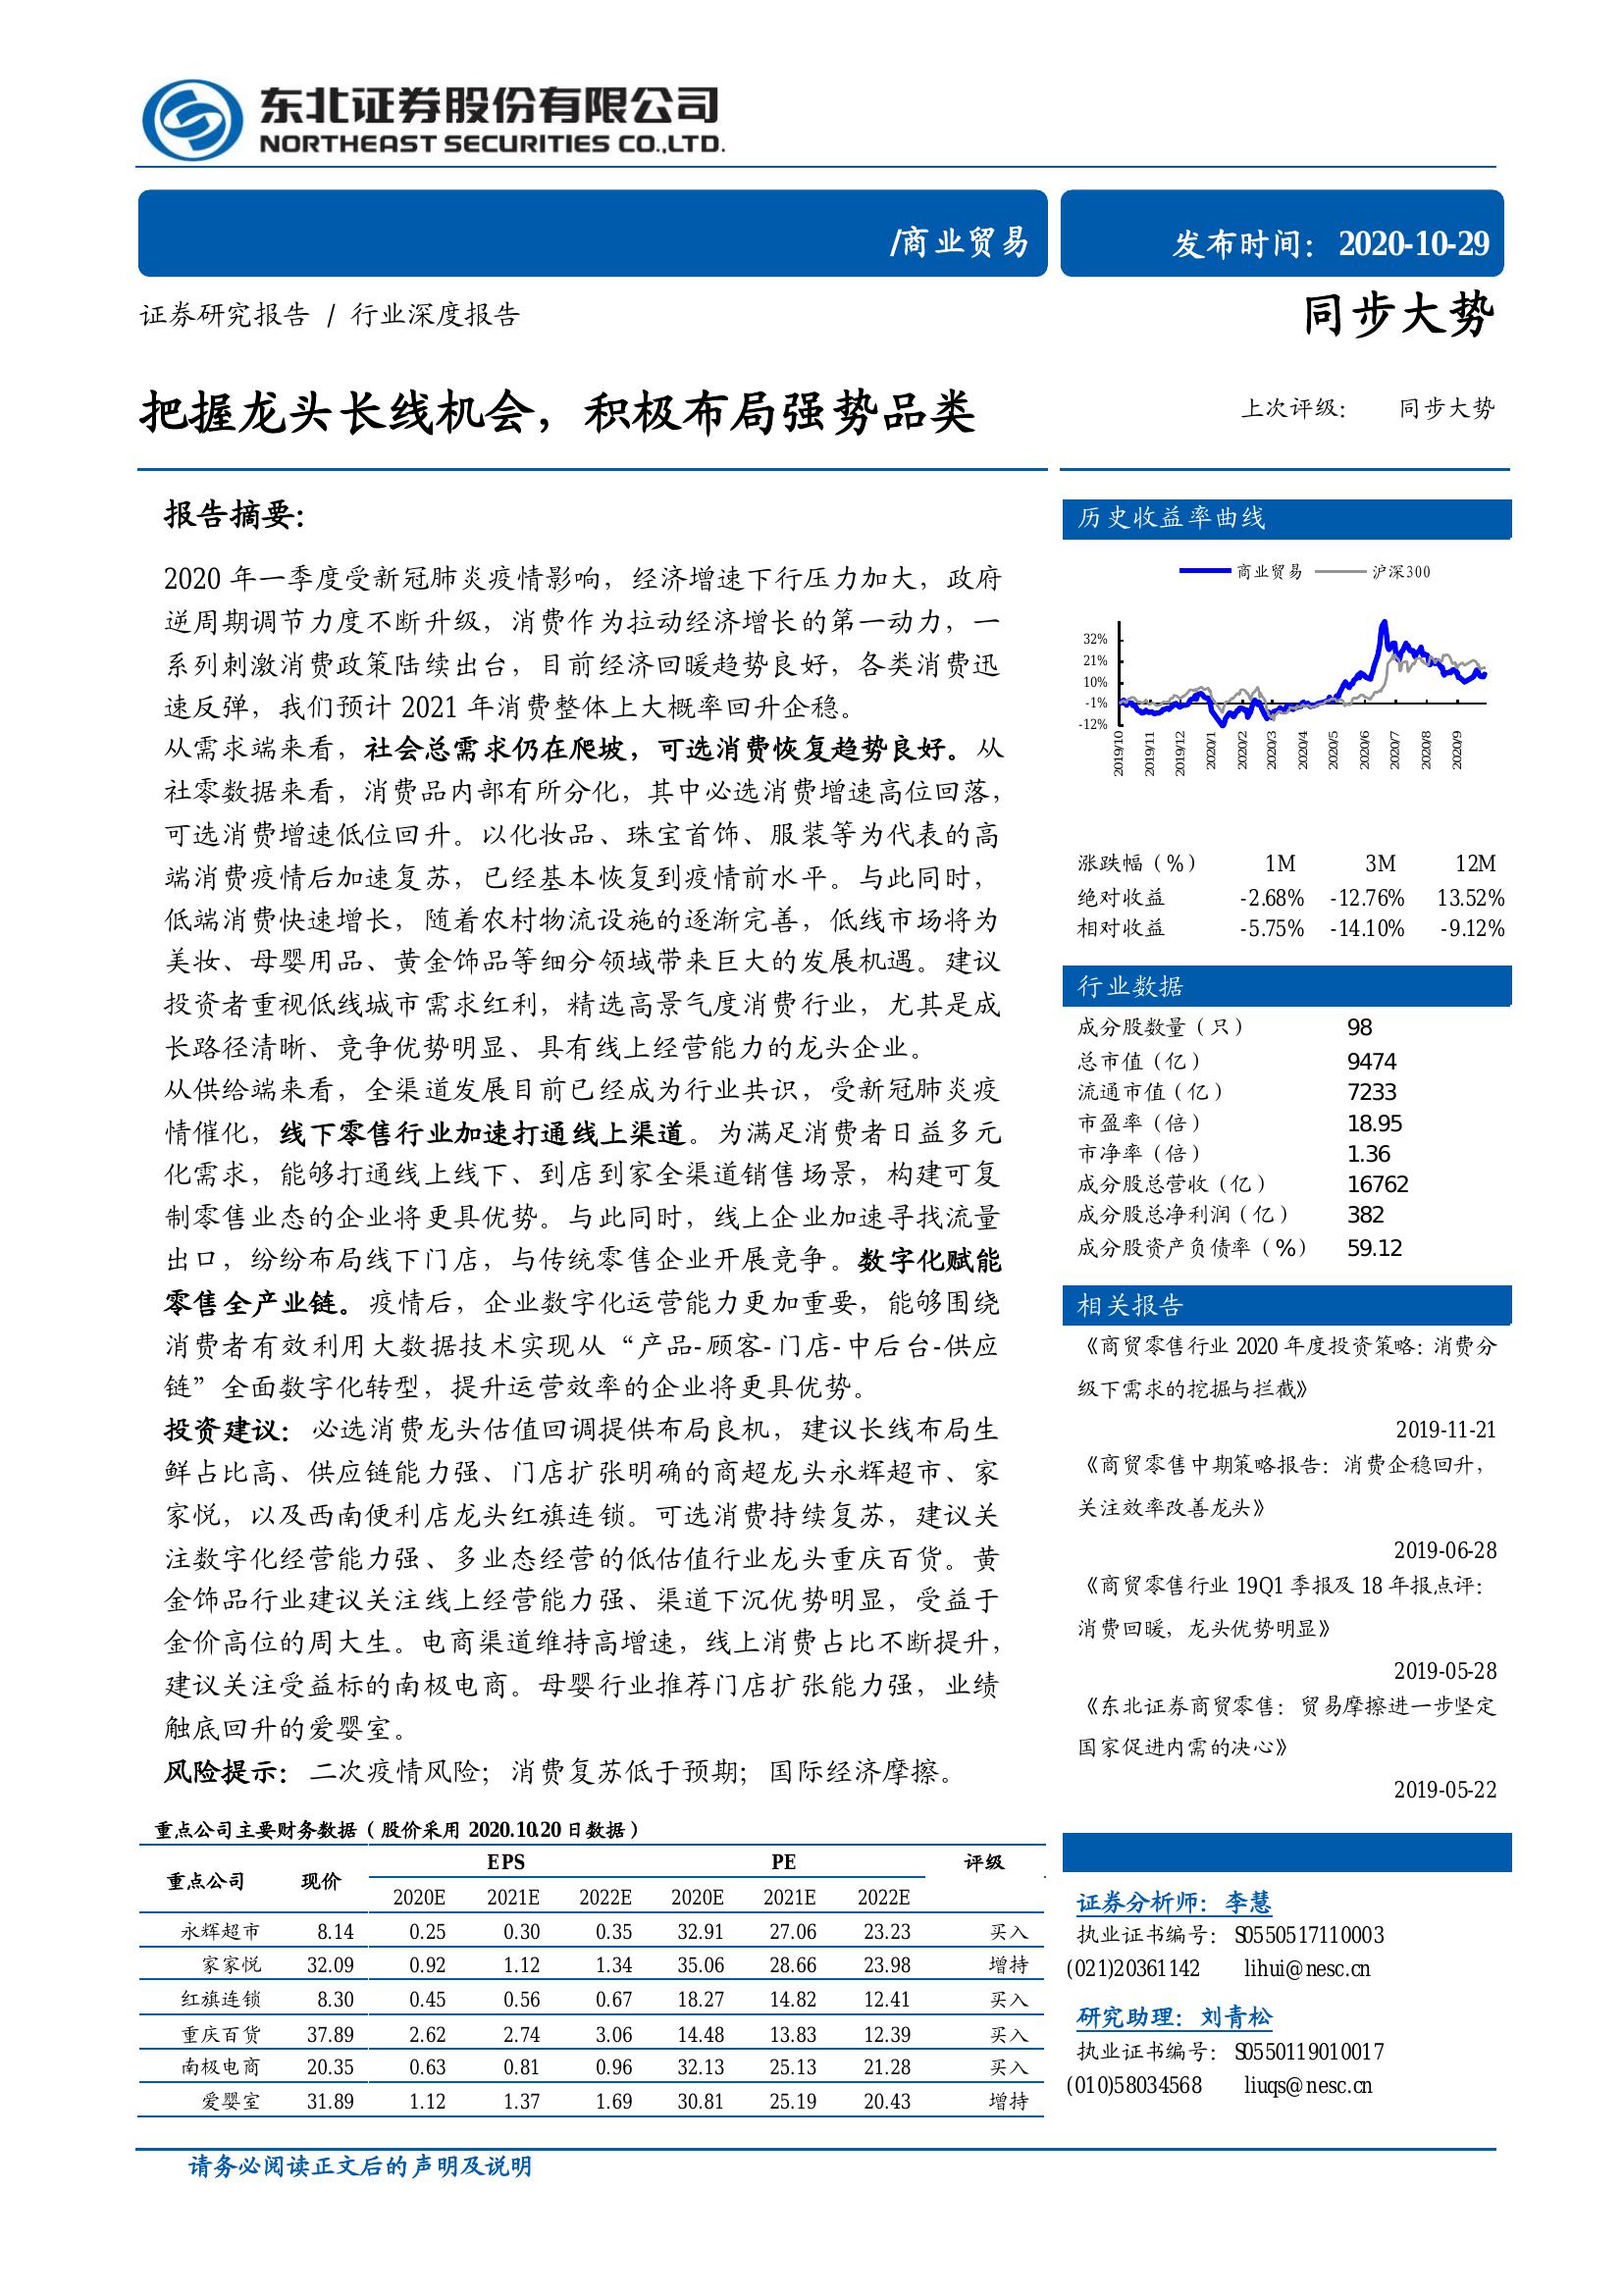 东北证券股份有限公司
NORTHEAST SECURITIES CO.,LTD.
/商业贸易
发布时间：2020-10-29
证券研究报告 / 行业深度报告
同步大势
把握龙头长线机会，积极布局强势品类
上次评级： 同步大势
报告摘要：
2020 年一季度受新冠肺炎疫情影响，经济增速下行压力加大，政府
逆周期调节力度不断升级，消费作为拉动经济增长的第一动力，一
系列刺激消费政策陆续出台，目前经济回暖趋势良好，各类消费迅
速反弹，我们预计 2021 年消费整体上大概率回升企稳。
从需求端来看，社会总需求仍在爬坡，可选消费恢复趋势良好。从
社零数据来看，消费品内部有所分化，其中必选消费增速高位回落，
可选消费增速低位回升。以化妆品、珠宝首饰、服装等为代表的高
端消费疫情后加速复苏，已经基本恢复到疫情前水平。与此同时，
低端消费快速增长，随着农村物流设施的逐渐完善，低线市场将为
美妆、母婴用品、黄金饰品等细分领域带来巨大的发展机遇。建议
投资者重视低线城市需求红利，精选高景气度消费行业，尤其是成
长路径清晰、竞争优势明显、具有线上经营能力的龙头企业。
从供给端来看，全渠道发展目前已经成为行业共识，受新冠肺炎疫
情催化，线下零售行业加速打通线上渠道。为满足消费者日益多元
化需求，能够打通线上线下、到店到家全渠道销售场景，构建可复
制零售业态的企业将更具优势。与此同时，线上企业加速寻找流量
出口，纷纷布局线下门店，与传统零售企业开展竞争。数字化赋能
零售全产业链。疫情后，企业数字化运营能力更加重要，能够围绕
消费者有效利用大数据技术实现从“产品-顾客-门店-中后台-供应
链”全面数字化转型，提升运营效率的企业将更具优势。
投资建议：必选消费龙头估值回调提供布局良机，建议长线布局生
鲜占比高、供应链能力强、门店扩张明确的商超龙头永辉超市、家
家悦，以及西南便利店龙头红旗连锁。可选消费持续复苏，建议关
注数字化经营能力强、多业态经营的低估值行业龙头重庆百货。黄
金饰品行业建议关注线上经营能力强、渠道下沉优势明显，受益于
金价高位的周大生。电商渠道维持高增速，线上消费占比不断提升，
建议关注受益标的南极电商。母婴行业推荐门店扩张能力强，业绩
触底回升的爱婴室。
风险提示：二次疫情风险；消费复苏低于预期；国际经济摩擦。
重点公司主要财务数据（股价采用 2020.10.20 日数据）
重点公司 现价 EPS PE 评级
2020E 2021E 2022E 2020E 2021E 2022E
永辉超市 8.14 0.25 0.30 0.35 32.91 27.06 23.23 买入
家家悦 32.09 0.92 1.12 1.34 35.06 28.66 23.98 增持
红旗连锁 8.30 0.45 0.56 0.67 18.27 14.82 12.41 买入
重庆百货 37.89 2.62 2.74 3.06 14.48 13.83 12.39 买入
南极电商 20.35 0.63 0.81 0.96 32.13 25.13 21.28 买入
爱婴室 31.89 1.12 1.37 1.69 30.81 25.19 20.43 增持
历史收益率曲线
商业贸易 沪深300
32%
21%
10%
-1%
-12%
2019/10 2019/11 2019/12 2020/1 2020/2 2020/3 2020/4 2020/5 2020/6 2020/7 2020/8 2020/9
涨跌幅（%） 1M 3M 12M
绝对收益 -2.68% -12.76% 13.52%
相对收益 -5.75% -14.10% -9.12%
行业数据
成分股数量（只） 98
总市值（亿） 9474
流通市值（亿） 7233
市盈率（倍） 18.95
市净率（倍） 1.36
成分股总营收（亿） 16762
成分股总净利润（亿） 382
成分股资产负债率（%） 59.12
相关报告
《商贸零售行业 2020 年度投资策略：消费分
级下需求的挖掘与拦截》
2019-11-21
《商贸零售中期策略报告：消费企稳回升，
关注效率改善龙头》
2019-06-28
《商贸零售行业 19Q1 季报及 18 年报点评：
消费回暖，龙头优势明显》
2019-05-28
《东北证券商贸零售：贸易摩擦进一步坚定
国家促进内需的决心》
2019-05-22
证券分析师：李慧
执业证书编号：S0550517110003
(021)20361142 lihui@nesc.cn
研究助理：刘青松
执业证书编号：S0550119010017
(010)58034568 liuqs@nesc.cn
请务必阅读正文后的声明及说明